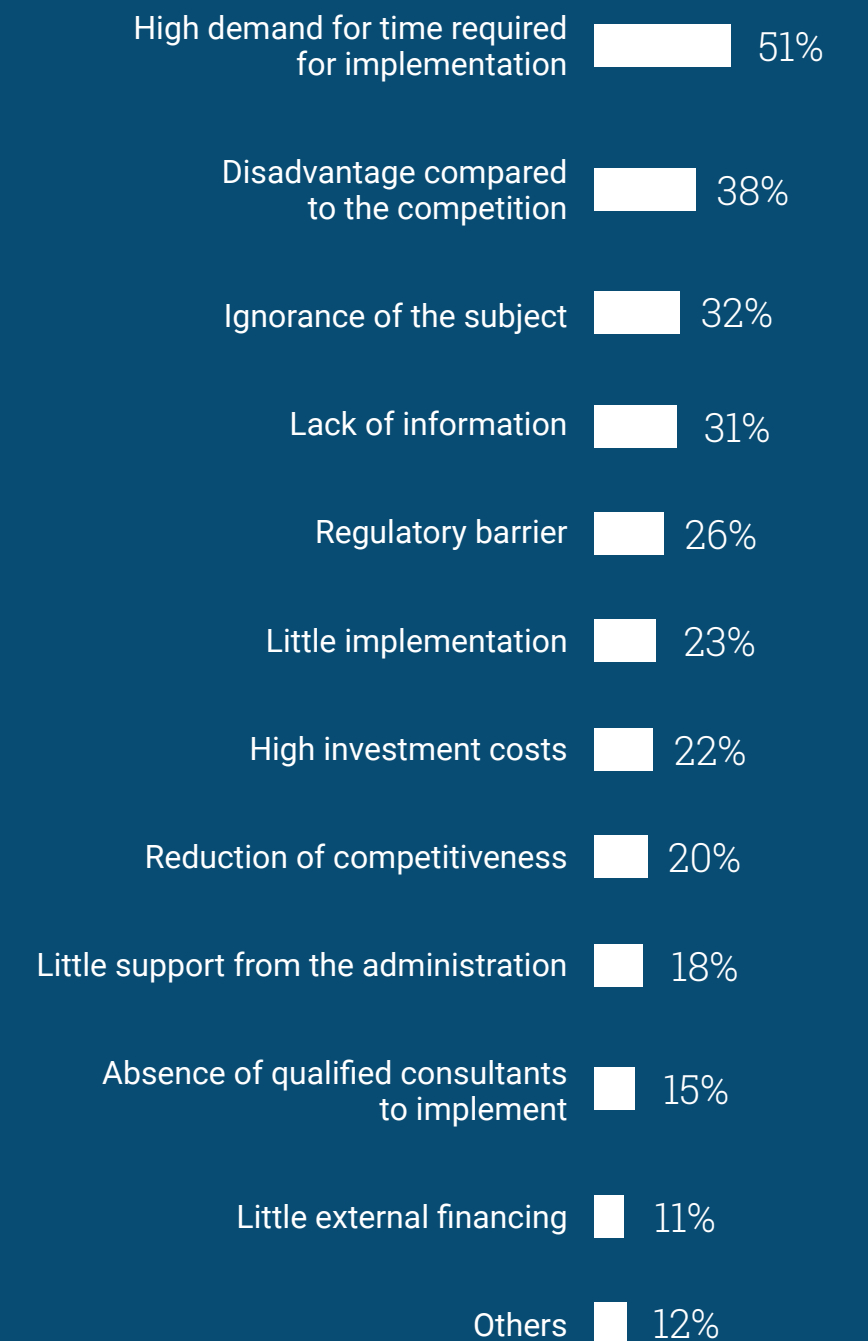 High demand for time required
for implementation
51%
Disadvantage compared
to the competition
38%
Ignorance of the subject
32%
Lack of information
31%
Regulatory barrier
26%
Little implementation
23%
High investment costs
22%
Reduction of competitiveness
20%
Little support from the administration
18%
Absence of qualified consultants
to implement
15%
Little external financing
11%
Others
12%